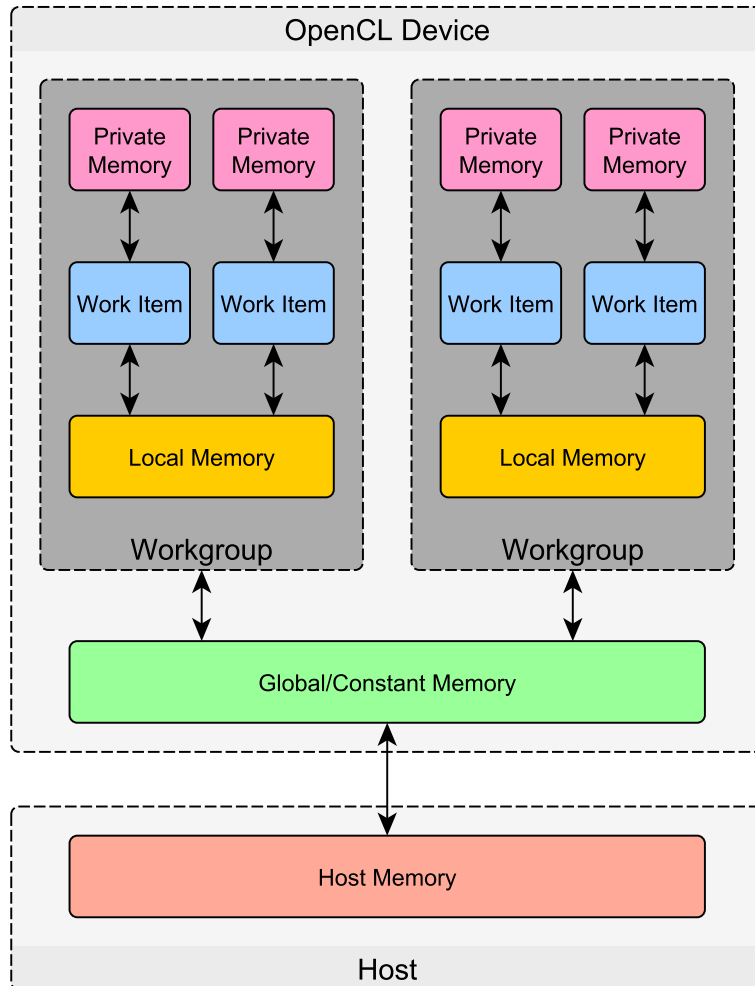 OpenCL Device
Private
Memory
Private
Memory
Private
Memory
Private
Memory
Work Item
Work Item
Work Item
Work Item
Local Memory
Local Memory
Workgroup
Workgroup
Global/Constant Memory
Host Memory
Host